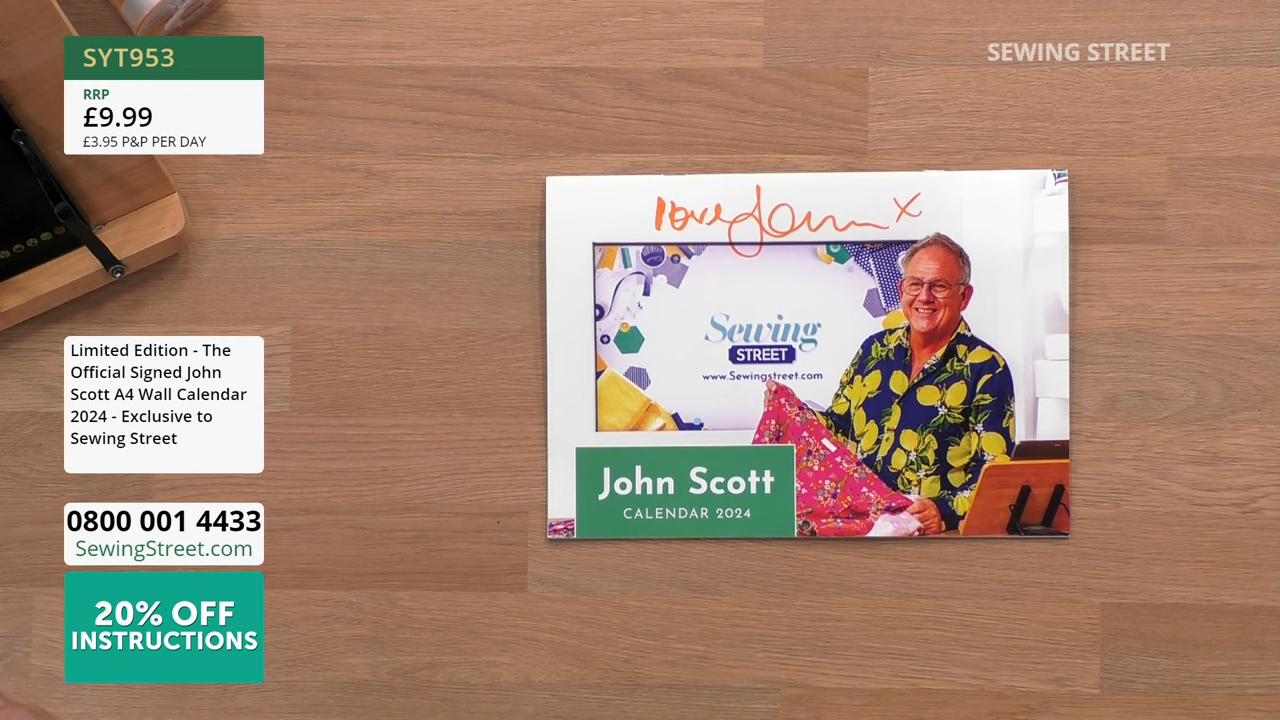 SYT953
RRP
£9.99
£3.95 P&P PER DAY
SEWING STREET
love John x
Sewing
STREET
www.Sewingstreet.com
John Scott
CALENDAR 2024
Limited Edition - The
Official Signed John
Scott A4 Wall Calendar
2024 - Exclusive to
Sewing Street
0800 001 4433
SewingStreet.com
20% OFF
INSTRUCTIONS